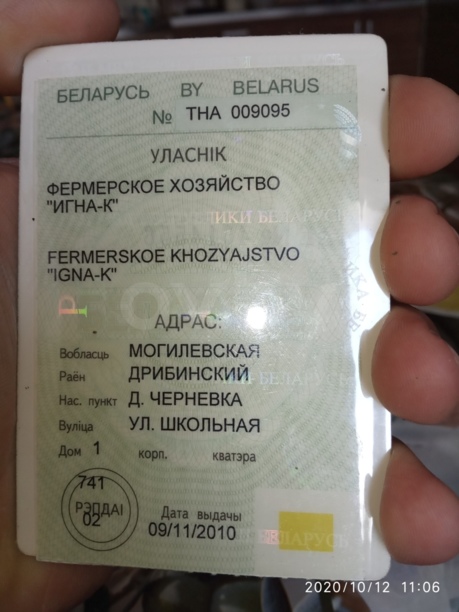 БЕЛАРУСЬ BY BELARUS
№ ТНА 009095
УЛАСНІК
ФЕРМЕРСКОЕ ХОЗЯЙСТВО
"ИГНА-К"
FERMERSKOE KHOZYAJSTVO
"IGNA-K"
АДРАС:
Вобласць МОГИЛЕВСКАЯ
Раён ДРИБИНСКИЙ
Нас. пункт Д. ЧЕРНЕВКА
Вуліца УЛ. ШКОЛЬНАЯ
Дом 1 корп. кватэра
741
РЭПДАІ
02
Дата выдачы
09/11/2010
2020/10/12 11:06